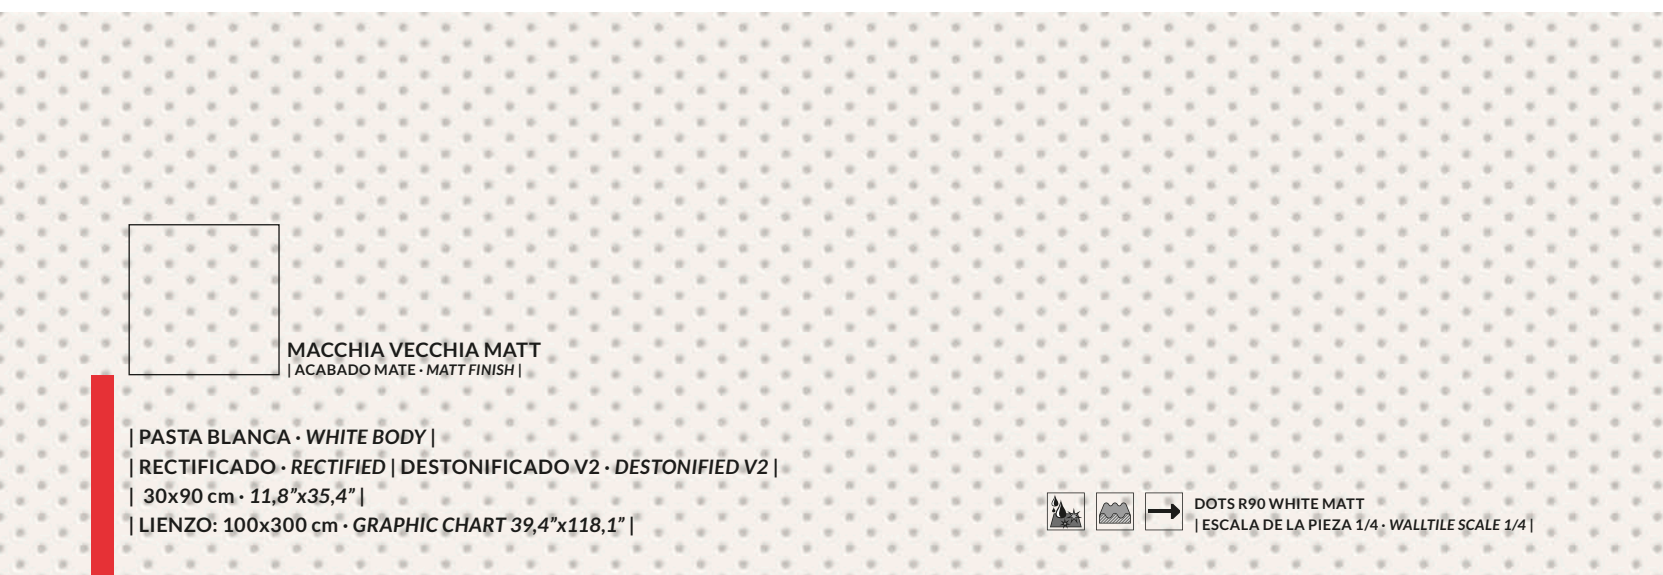 MACCHIA VECCHIA MATT
| ACABADO MATE · MATT FINISH |
| PASTA BLANCA · WHITE BODY |
| RECTIFICADO · RECTIFIED | DESTONIFICADO V2 · DESTONIFIED V2 |
| 30x90 cm · 11,8”x35,4” |
| LIENZO: 100x300 cm · GRAPHIC CHART 39,4”x118,1” |
DOTS R90 WHITE MATT
| ESCALA DE LA PIEZA 1/4 · WALLTILE SCALE 1/4 |